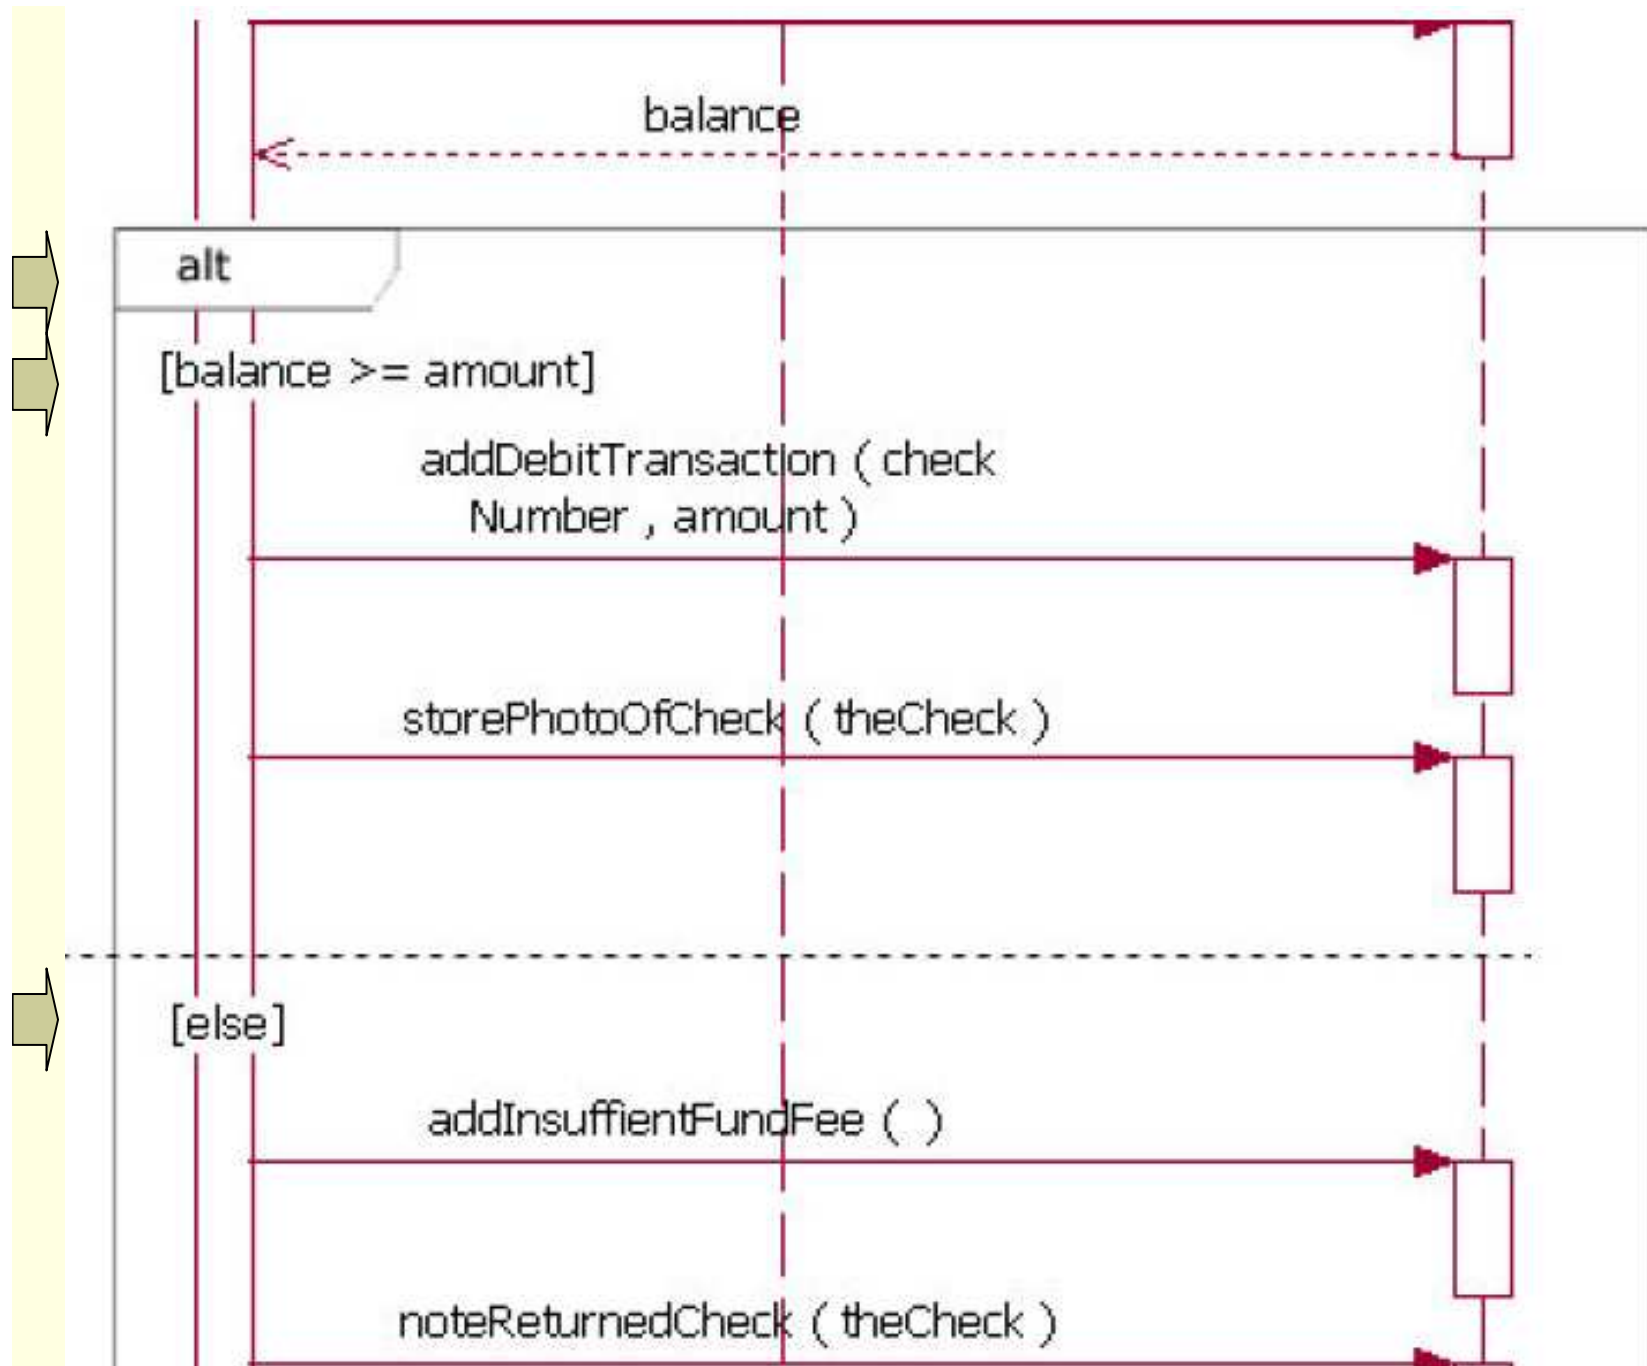 balance
alt
[balance >= amount]
addDebitTransaction ( check
Number , amount )
storePhotoOfCheck ( theCheck )
[else]
addInsuffientFundFee ( )
noteReturnedCheck ( theCheck )